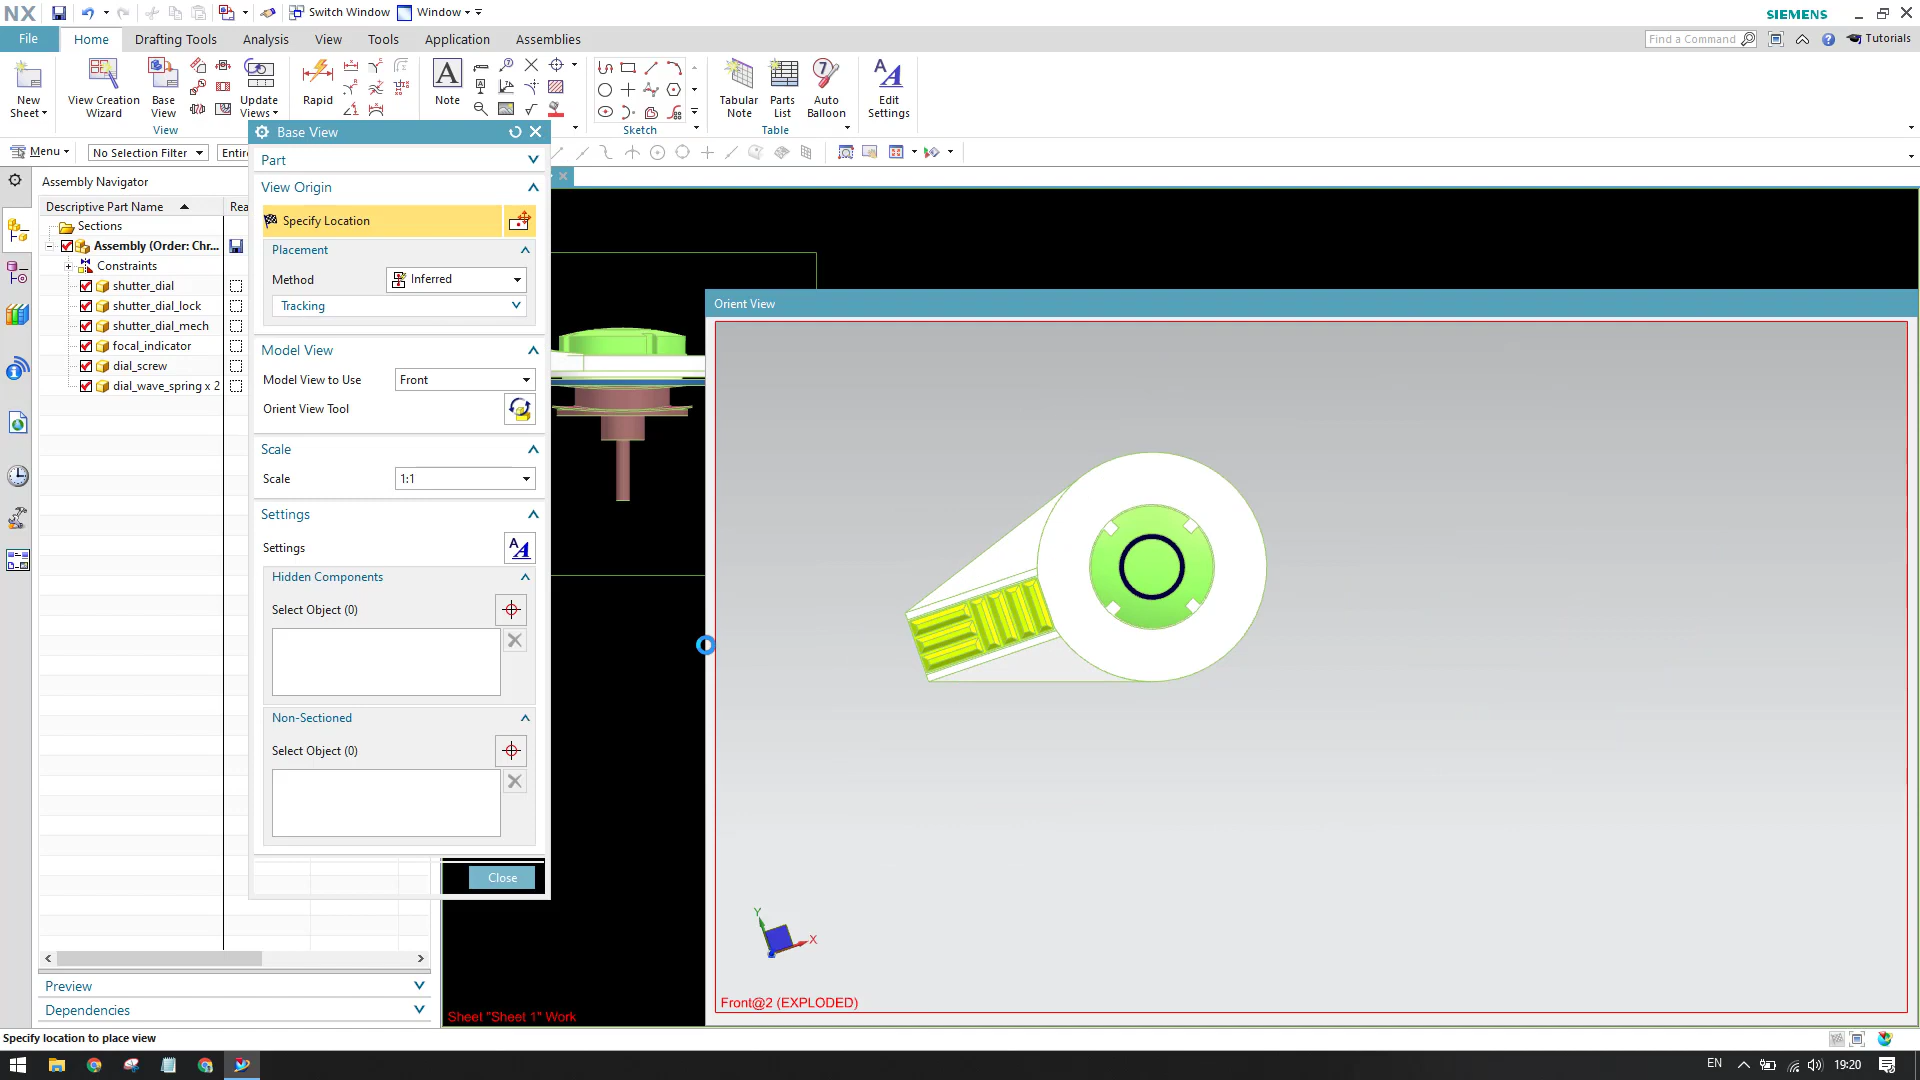 NX
Switch Window
Window
SIEMENS
File
Home
Drafting Tools
Analysis
View
Tools
Application
Assemblies
Find a Command
Tutorials
New
Sheet
View Creation
Wizard
Base
View
Update
Views
Rapid
Note
Tabular
Note
Parts
List
Auto
Balloon
Edit
Settings
View
Sketch
Table
Menu
No Selection Filter
Entire
Base View
Part
View Origin
Specify Location
Placement
Method
Inferred
Tracking
Model View
Model View to Use
Front
Orient View Tool
Scale
Scale
1:1
Settings
Settings
Hidden Components
Select Object (0)
Non-Sectioned
Select Object (0)
Close
Assembly Navigator
Descriptive Part Name
Rea
Sections
Assembly (Order: Chr...
Constraints
shutter_dial
shutter_dial_lock
shutter_dial_mech
focal_indicator
dial_screw
dial_wave_spring x 2
Preview
Dependencies
Orient View
Y
X
Front@2 (EXPLODED)
Sheet "Sheet 1" Work
Specify location to place view
EN
19:20